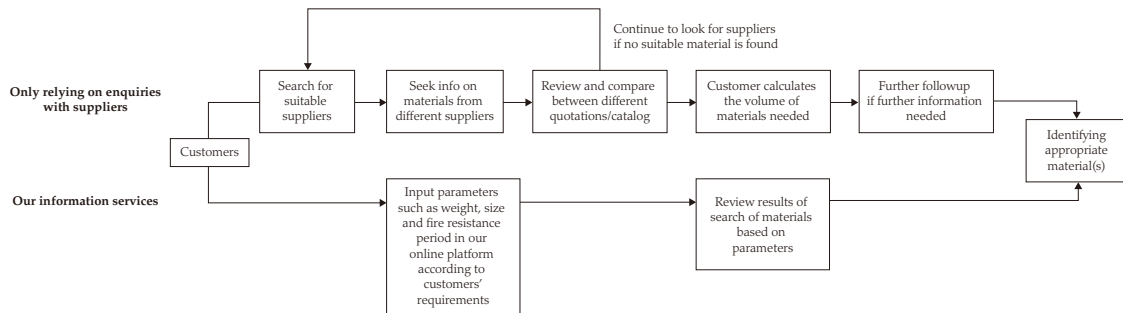 Continue to look for suppliers
if no suitable material is found
Only relying on enquiries
with suppliers
Search for
suitable
suppliers
Seek info on
materials from
different suppliers
Review and compare
between different
quotations/catalog
Customer calculates
the volume of
materials needed
Further followup
if further information
needed
Customers
Identifying
appropriate
material(s)
Our information services
Input parameters
such as weight, size
and fire resistance
period in our
online platform
according to
customers’
requirements
Review results of
search of materials
based on
parameters